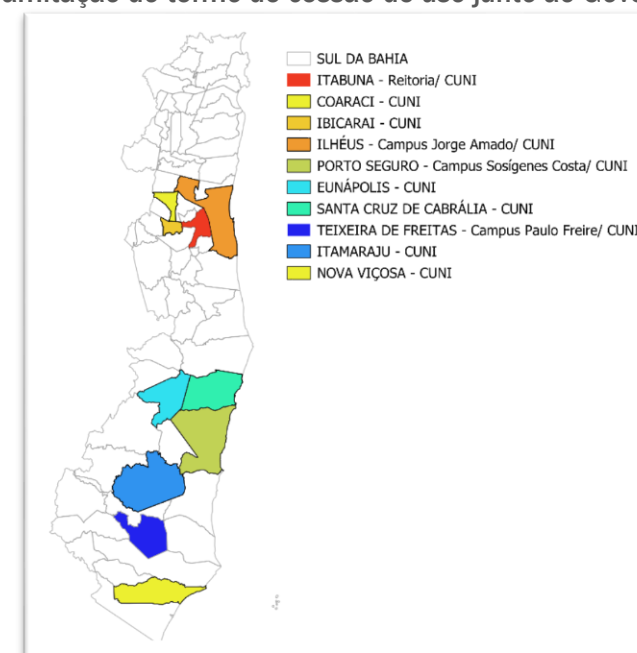 SUL DA BAHIA
ITABUNA - Reitoria/ CUNI
COARACI - CUNI
IBICARAI - CUNI
ILHÉUS - Campus Jorge Amado/ CUNI
PORTO SEGURO - Campus Sosígenes Costa/ CUNI
EUNÁPOLIS - CUNI
SANTA CRUZ DE CABRÁLIA - CUNI
TEIXEIRA DE FREITAS - Campus Paulo Freire/ CUNI
ITAMARAJU - CUNI
NOVA VIÇOSA - CUNI